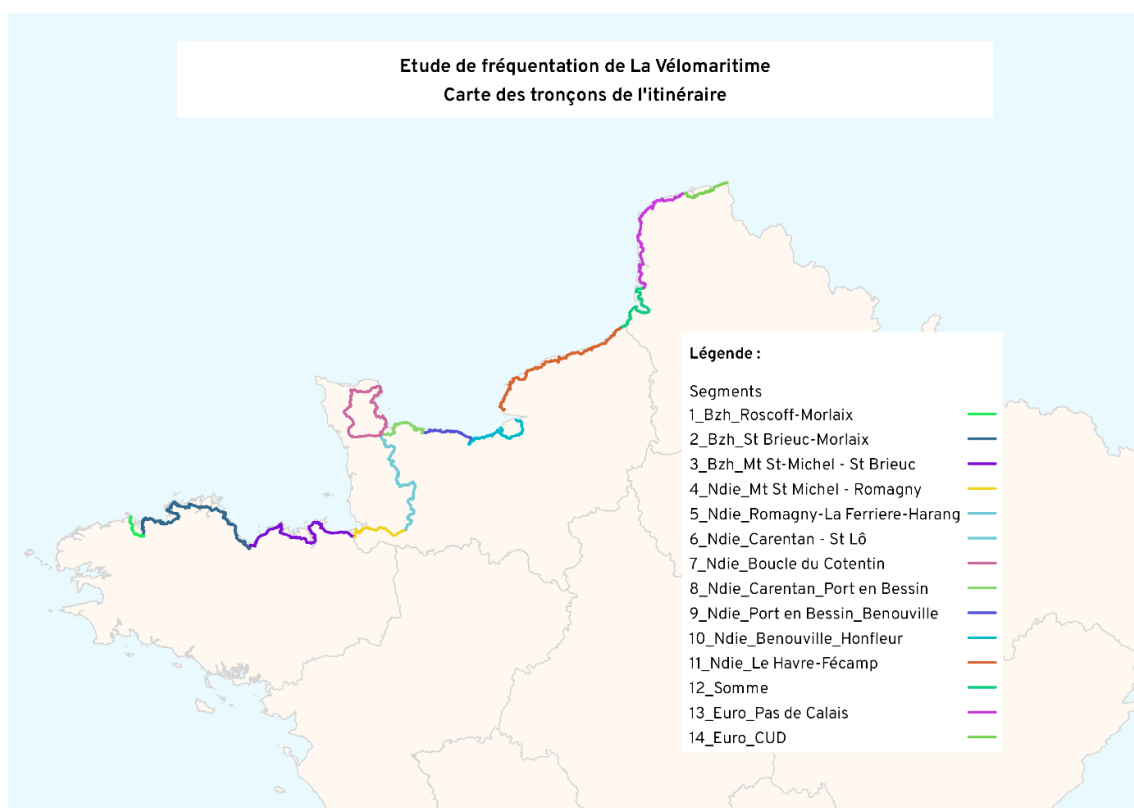 Etude de fréquentation de La Vélomaritime
Carte des tronçons de l'itinéraire
Légende :
Segments
1_Bzh_Roscoff-Morlaix
2_Bzh_St Brieuc-Morlaix
3_Bzh_Mt St-Michel - St Brieuc
4_Ndie_Mt St Michel - Romagny
5_Ndie_Romagny-La Ferriere-Harang
6_Ndie_Carentan - St Lô
7_Ndie_Boucle du Cotentin
8_Ndie_Carentan_Port en Bessin
9_Ndie_Port en Bessin_Benouville
10_Ndie_Benouville_Honfleur
11_Ndie_Le Havre-Fécamp
12_Somme
13_Euro_Pas de Calais
14_Euro_CUD